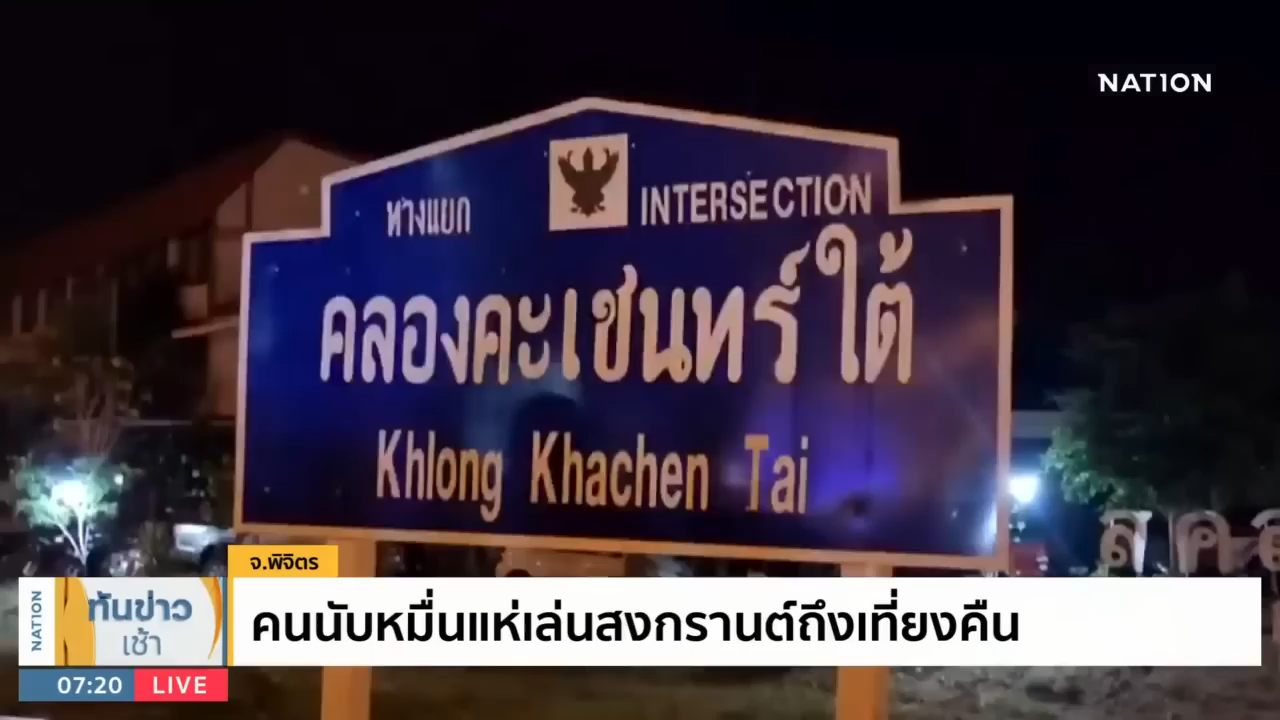 NATION
ทางแยก
INTERSECTION
คลองคะเชนทร์ใต้
Khlong Khachen Tai
จ.พิจิตร
NATION
ทันข่าว
เช้า
คนนับหมื่นแห่เล่นสงกรานต์ถึงเที่ยงคืน
07:20 LIVE